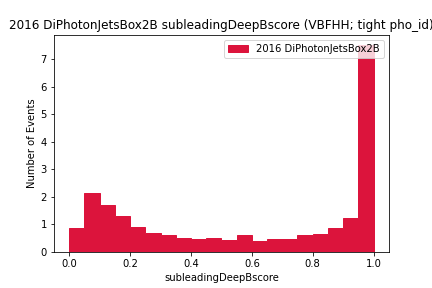 2016 DiPhotonJetsBox2B subleadingDeepBscore (VBFHH; tight pho_id)
2016 DiPhotonJetsBox2B
Number of Events
7
6
5
4
3
2
1
0
0.0 0.2 0.4 0.6 0.8 1.0
subleadingDeepBscore